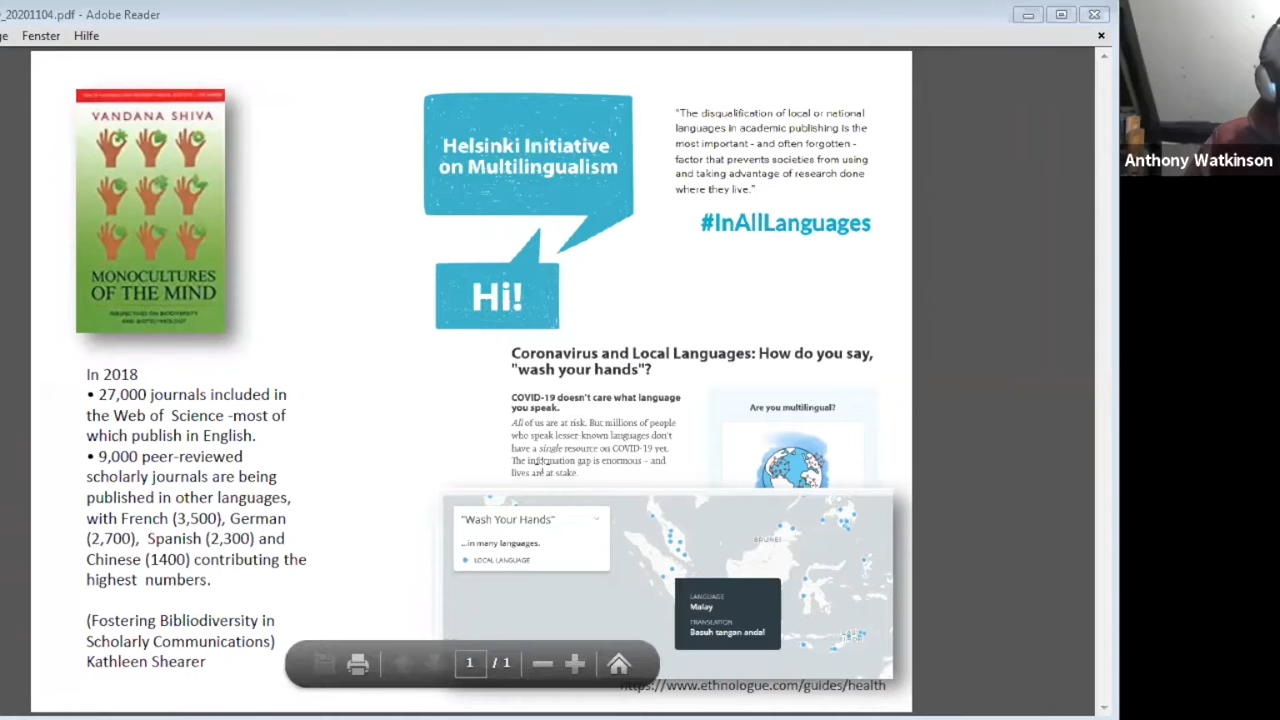 _20201104.pdf - Adobe Reader
ge Fenster Hilfe
VANDANA SHIVA
MONOCULTURES
OF THE MIND
PERSPECTIVES ON BIODIVERSITY
AND BIOTECHNOLOGY
In 2018
• 27,000 journals included in
the Web of Science -most of
which publish in English.
• 9,000 peer-reviewed
scholarly journals are being
published in other languages,
with French (3,500), German
(2,700), Spanish (2,300) and
Chinese (1400) contributing the
highest numbers.
(Fostering Bibliodiversity in
Scholarly Communications)
Kathleen Shearer
Helsinki Initiative
on Multilingualism
Hi!
"The disqualification of local or national
languages in academic publishing is the
most important - and often forgotten -
factor that prevents societies from using
and taking advantage of research done
where they live."
#InAllLanguages
Coronavirus and Local Languages: How do you say,
"wash your hands"?
COVID-19 doesn't care what language
you speak.
All of us are at risk. But millions of people
who speak lesser-known languages don't
have a single resource on COVID-19 yet.
The information gap is enormous - and
lives are at stake.
Are you multilingual?
"Wash Your Hands"
...in many languages.
LOCAL LANGUAGE
BRUNEI
LANGUAGE
Malay
TRANSLATION
Basuh tangan anda!
1 / 1
https://www.ethnologue.com/guides/health
Anthony Watkinson